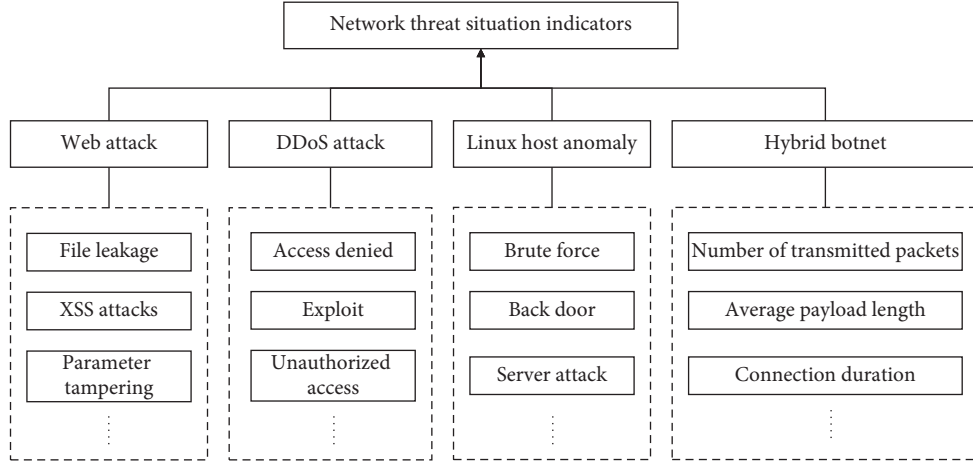 Network threat situation indicators
Web attack
DDoS attack
Linux host anomaly
Hybrid botnet
File leakage
XSS attacks
Parameter
tampering
Access denied
Exploit
Unauthorized
access
Brute force
Back door
Server attack
Number of transmitted packets
Average payload length
Connection duration